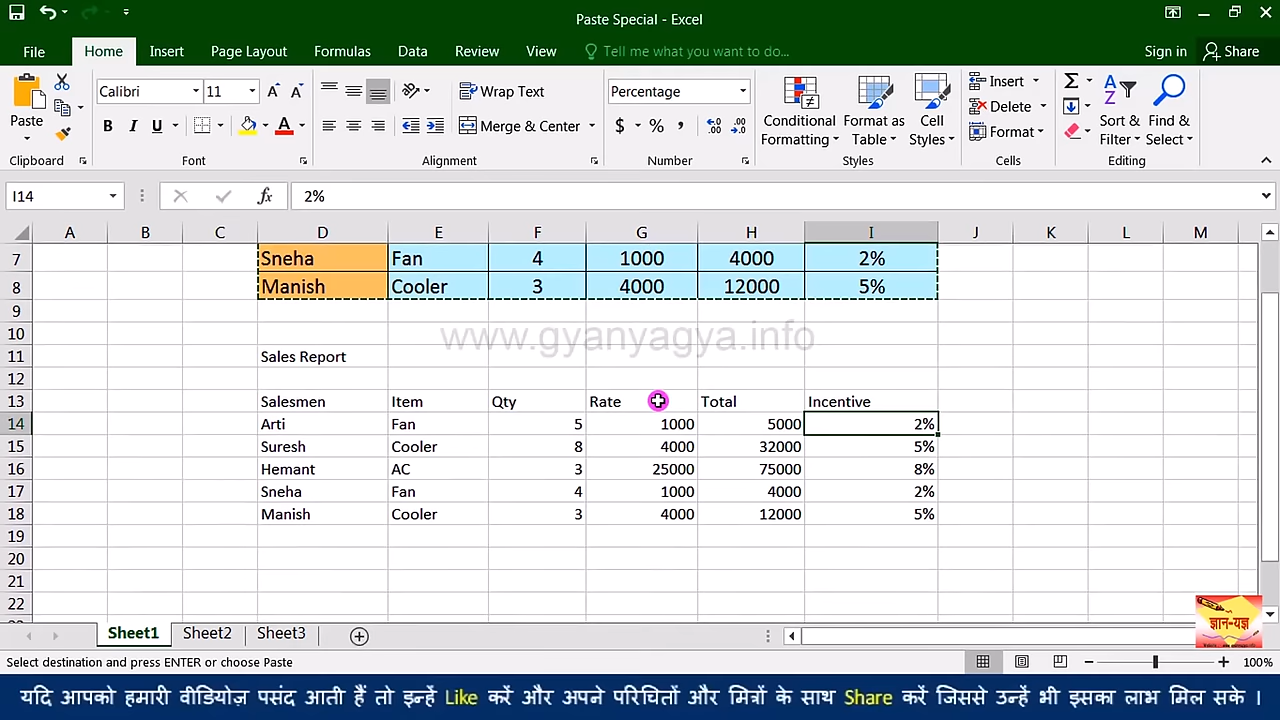 Paste Special - Excel
File Home Insert Page Layout Formulas Data Review View Tell me what you want to do... Sign in Share
Paste
Clipboard
Calibri 11 A A
B I U A
Font
Wrap Text
Merge & Center
Alignment
Percentage
$ % , .00 .0
Number
Conditional Formatting
Format as Table
Cell Styles
Styles
Insert
Delete
Format
Cells
Sort & Filter
Find & Select
Editing
I14 fx 2%
A B C D E F G H I J K L M
7 Sneha Fan 4 1000 4000 2%
8 Manish Cooler 3 4000 12000 5%
9
10
www.gyanyagya.info
11 Sales Report
12
13 Salesmen Item Qty Rate Total Incentive
14 Arti Fan 5 1000 5000 2%
15 Suresh Cooler 8 4000 32000 5%
16 Hemant AC 3 25000 75000 8%
17 Sneha Fan 4 1000 4000 2%
18 Manish Cooler 3 4000 12000 5%
19
20
21
22
ज्ञान-यज्ञ
Sheet1 Sheet2 Sheet3
Select destination and press ENTER or choose Paste 100%
यदि आपको हमारी वीडियोज़ पसंद आती हैं तो इन्हें Like करें और अपने परिचितों और मित्रों के साथ Share करें जिससे उन्हें भी इसका लाभ मिल सके ।